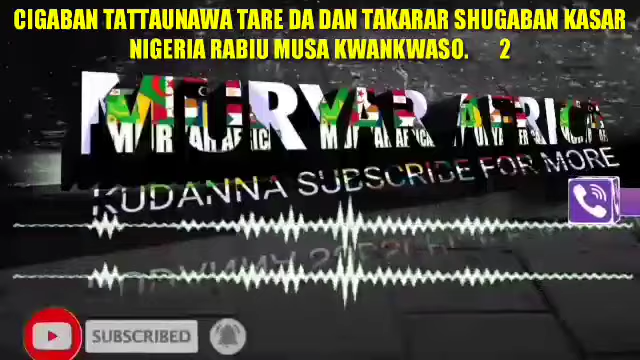 CIGABAN TATTAUNAWA TARE DA DAN TAKARAR SHUGABAN KASAR
NIGERIA RABIU MUSA KWANKWASO. 2
MURYAR AFRICA
KUDANNA SUBSCRIBE FOR MORE
SUBSCRIBED